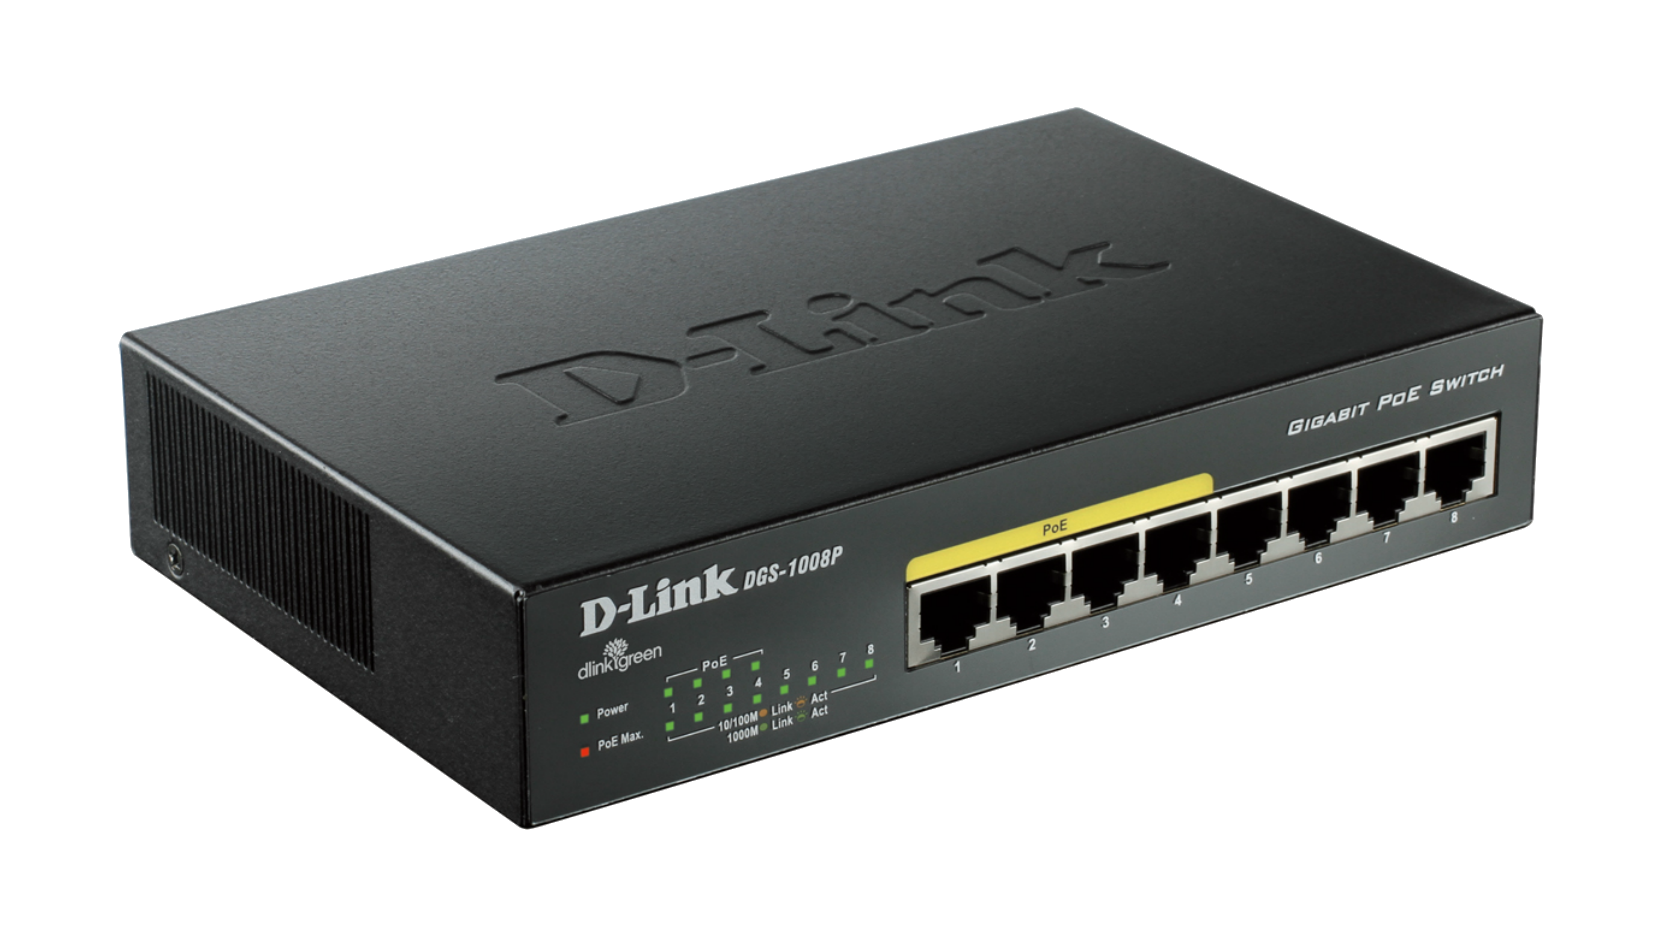 D-Link
GIGABIT POE SWITCH
PoE
D-Link DGS-1008P
dlinkgreen
1 2 3 4 5 6 7 8
PoE
1 2 3 4 5 6 7 8
Power
10/100M Link Act
PoE Max.
1000M Link Act